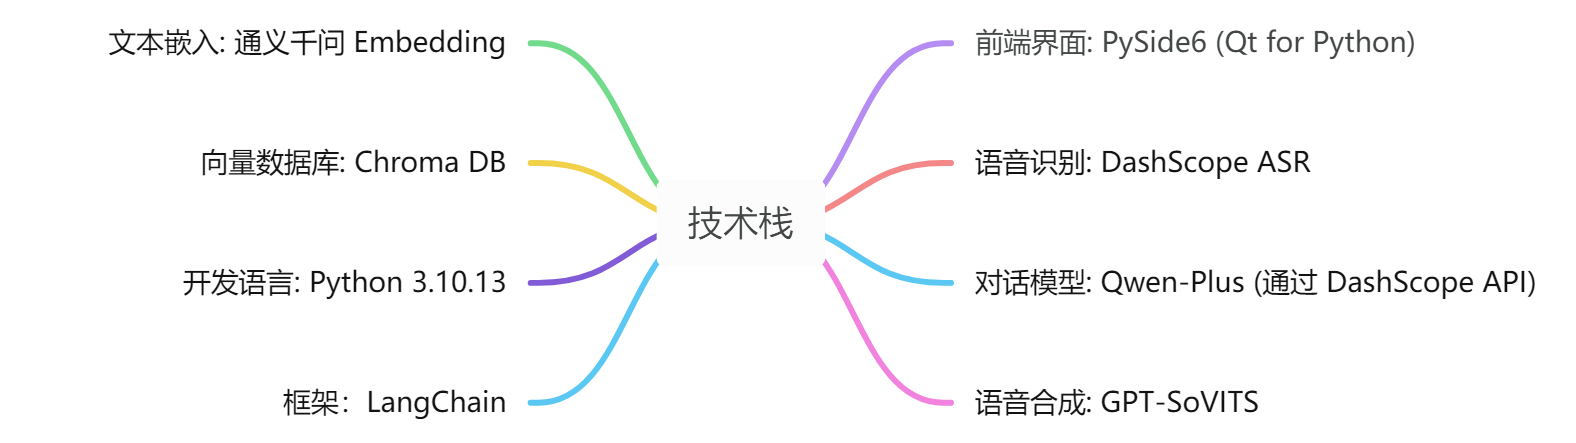 技术栈
文本嵌入: 通义千问 Embedding
向量数据库: Chroma DB
开发语言: Python 3.10.13
框架：LangChain
前端界面: PySide6 (Qt for Python)
语音识别: DashScope ASR
对话模型: Qwen-Plus (通过 DashScope API)
语音合成: GPT-SoVITS